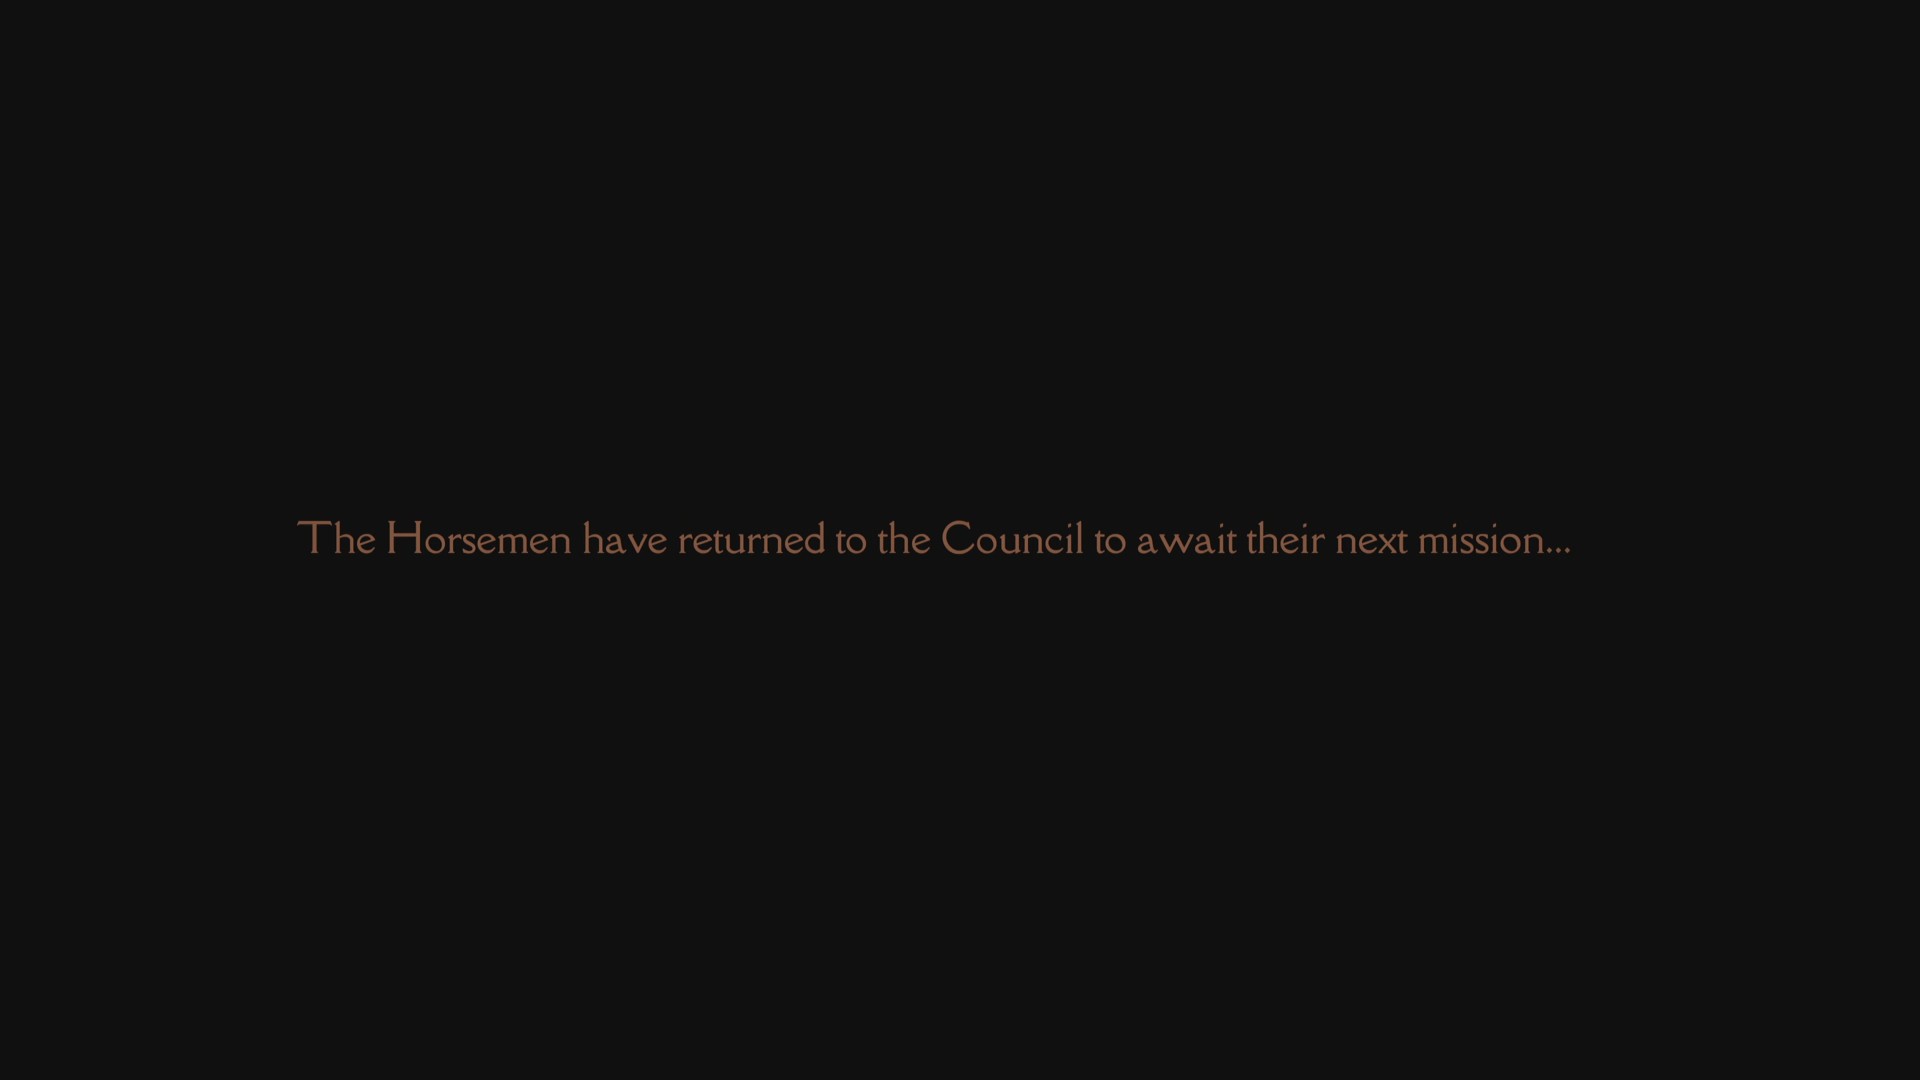 The Horsemen have returned to the Council to await their next mission...